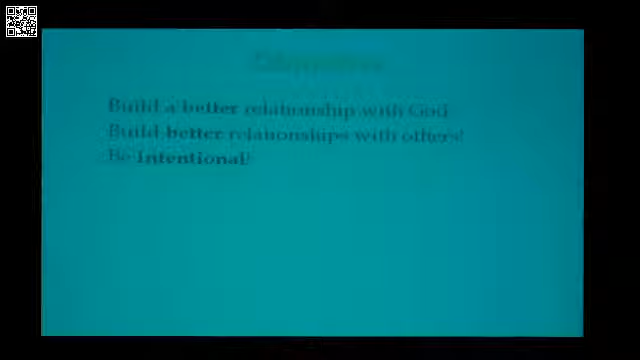 Build a better relationship with God
Build better relationships with others!
Be Intentional!